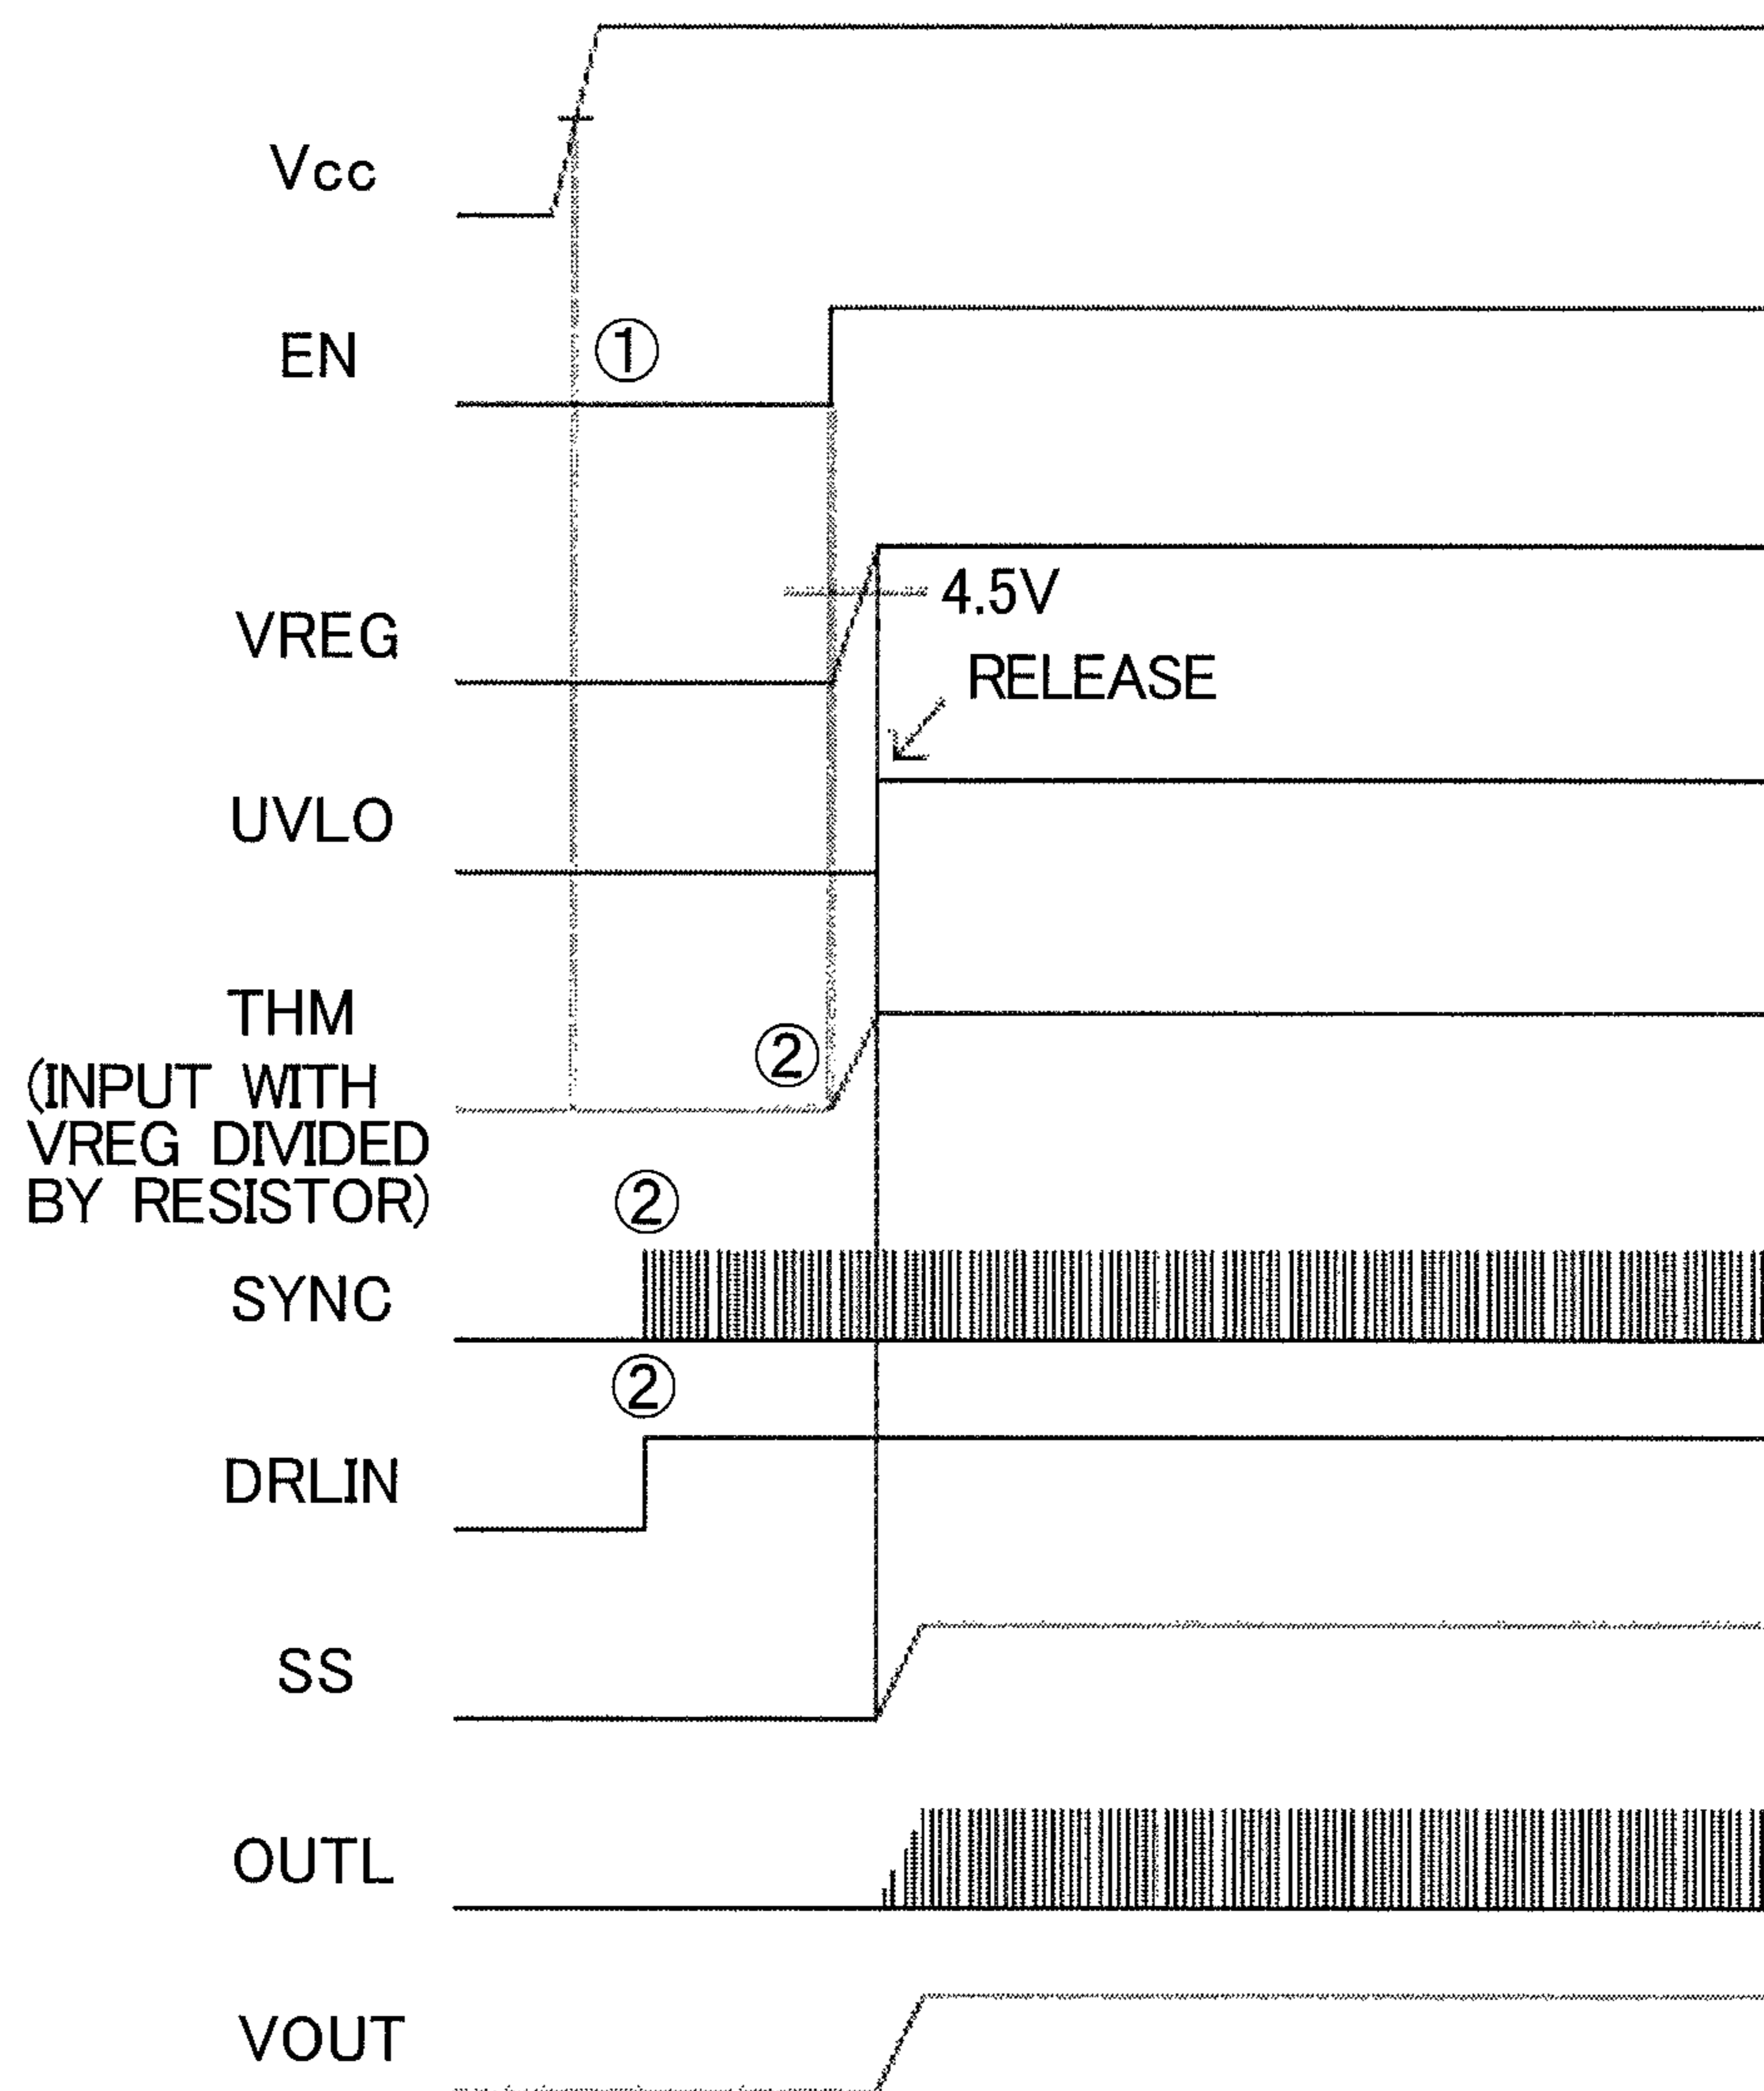 Vcc
EN
①
VREG
4.5V
RELEASE
UVLO
THM
②
(INPUT WITH
VREG DIVIDED
BY RESISTOR)
②
SYNC
②
DRLIN
SS
OUTL
VOUT